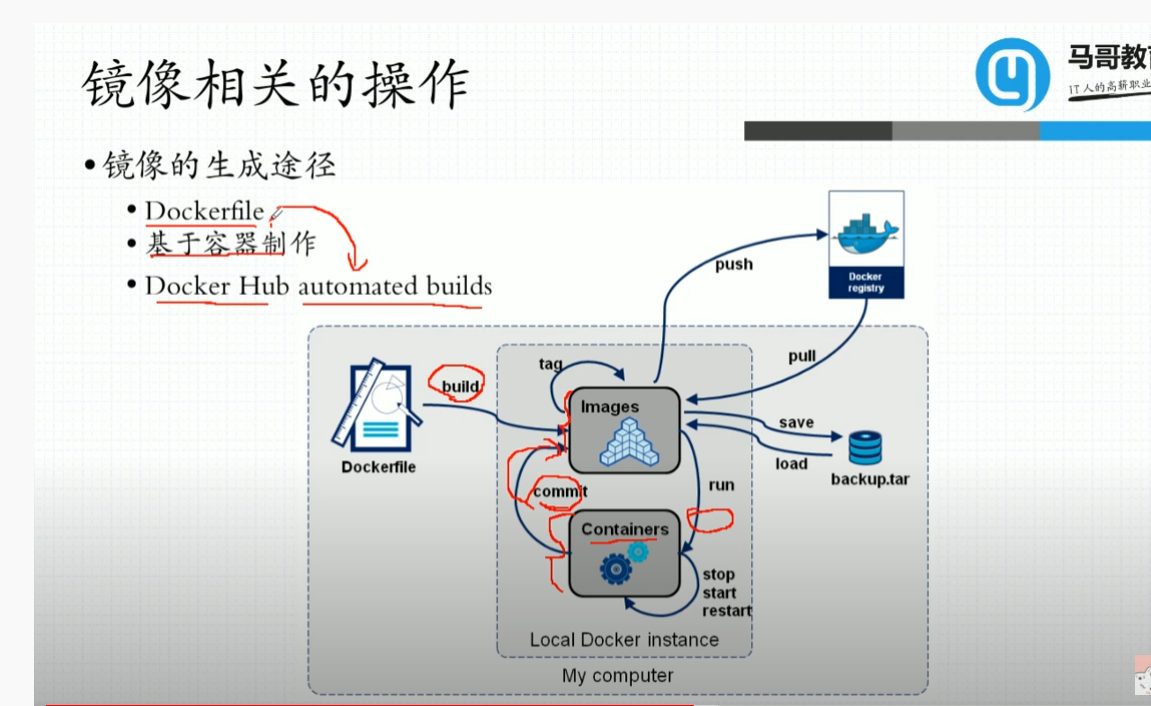 镜像相关的操作
马哥教育
IT人的高薪职业
• 镜像的生成途径
• Dockerfile
• 基于容器制作
• Docker Hub automated builds
push
Docker
registry
pull
tag
build
Images
save
load
backup.tar
Dockerfile
commit
run
Containers
stop
start
restart
Local Docker instance
My computer